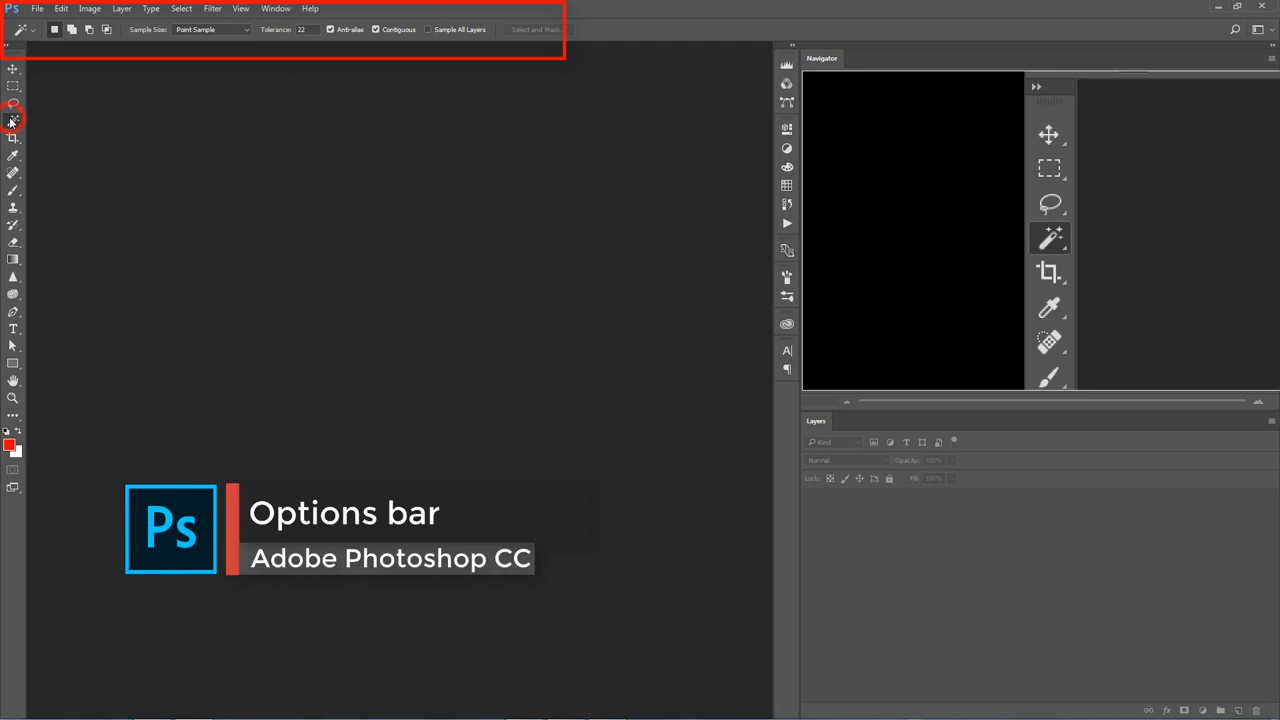 Ps File Edit Image Layer Type Select Filter View Window Help
Sample Size: Point Sample Tolerance: 22 Anti-alias Contiguous Sample All Layers Select and Mask...
Navigator
Layers
Kind
Normal Opacity: 100%
Lock: Fill: 100%
T
A|
Ps
Options bar
Adobe Photoshop CC
fx